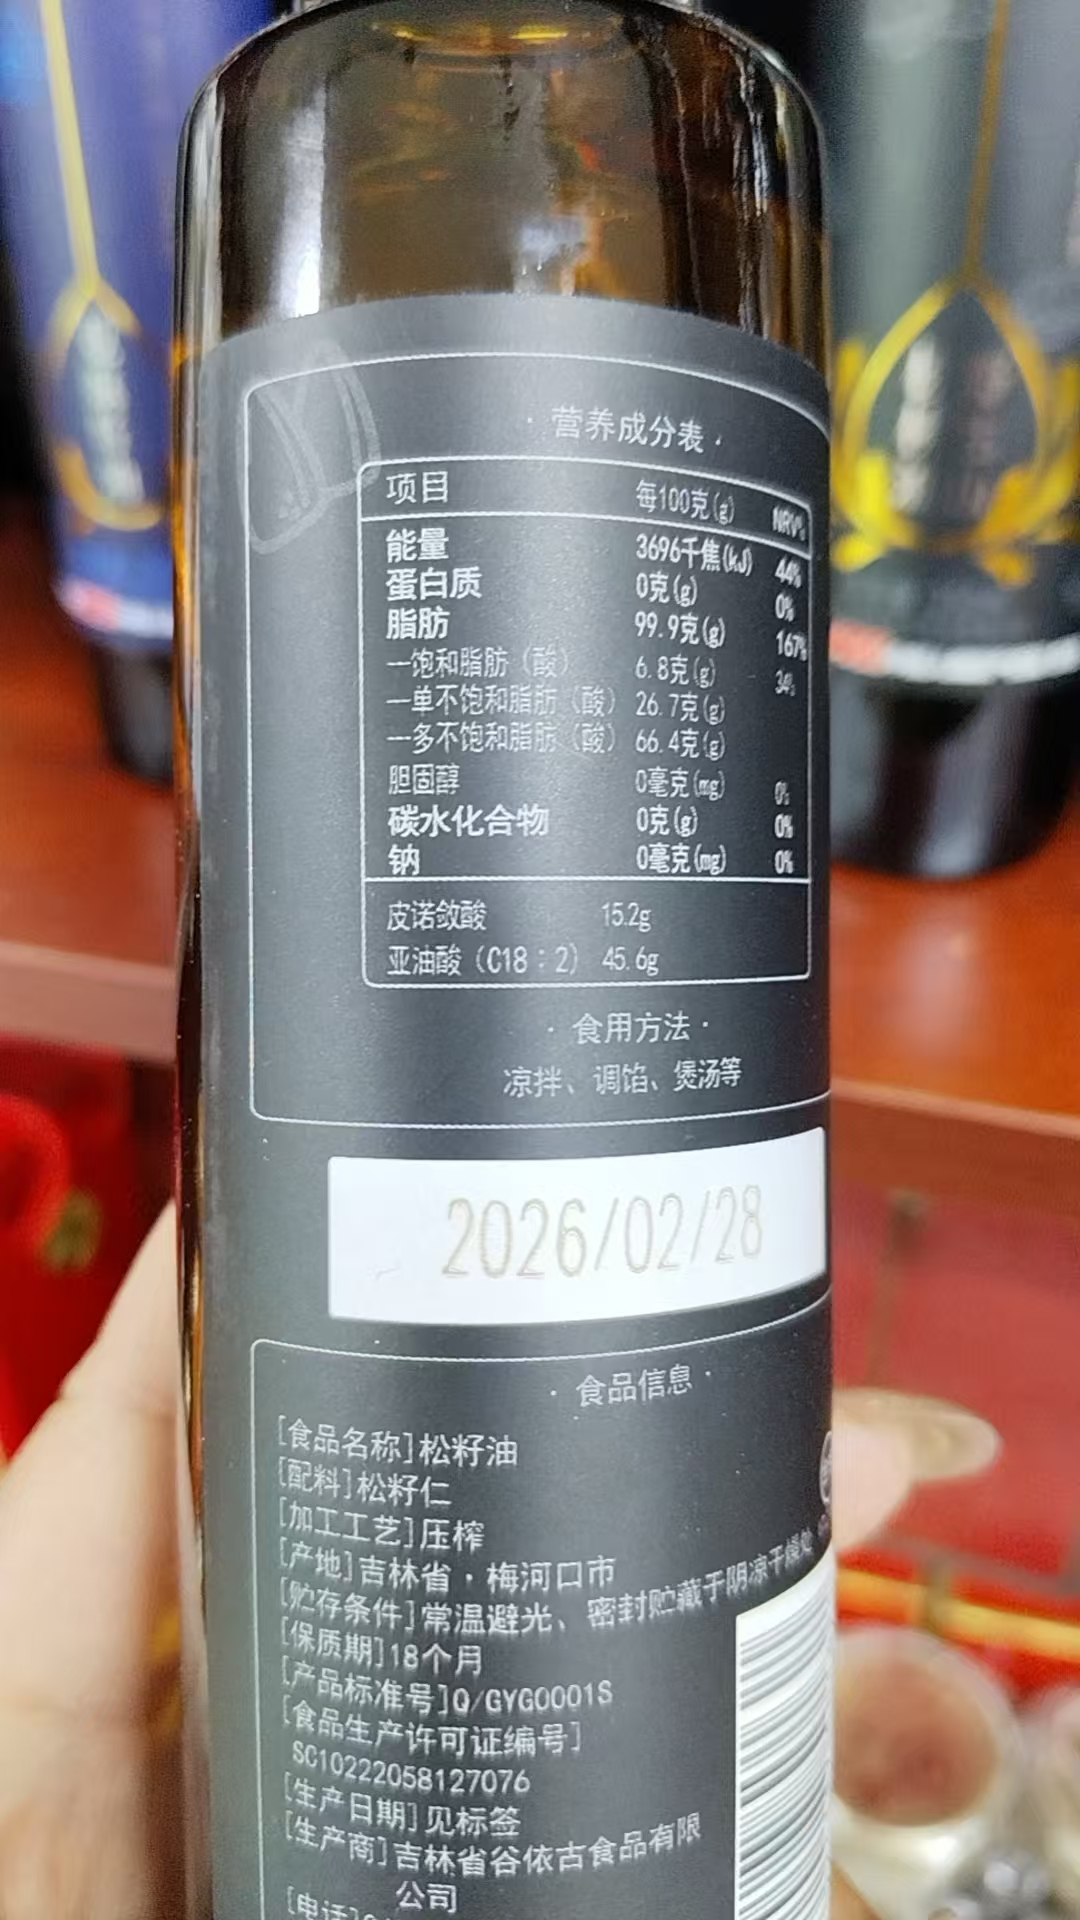 ·营养成分表·
项目 每100克(g) NRV%
能量 3696千焦(kJ) 44%
蛋白质 0克(g) 0%
脂肪 99.9克(g) 167%
—饱和脂肪（酸） 6.8克(g) 34%
—单不饱和脂肪（酸） 26.7克(g)
—多不饱和脂肪（酸） 66.4克(g)
胆固醇 0毫克(mg) 0%
碳水化合物 0克(g) 0%
钠 0毫克(mg) 0%
皮诺敛酸 15.2g
亚油酸（C18：2) 45.6g
·食用方法·
凉拌、调馅、煲汤等
2026/02/28
·食品信息·
[食品名称]松籽油
[配料]松籽仁
[加工工艺]压榨
[产地]吉林省·梅河口市
[贮存条件]常温避光、密封贮藏于阴凉干燥处
[保质期]18个月
[产品标准号]Q/GYG0001S
[食品生产许可证编号]
SC10222058127076
[生产日期]见标签
[生产商]吉林省谷依古食品有限
公司
[电话]